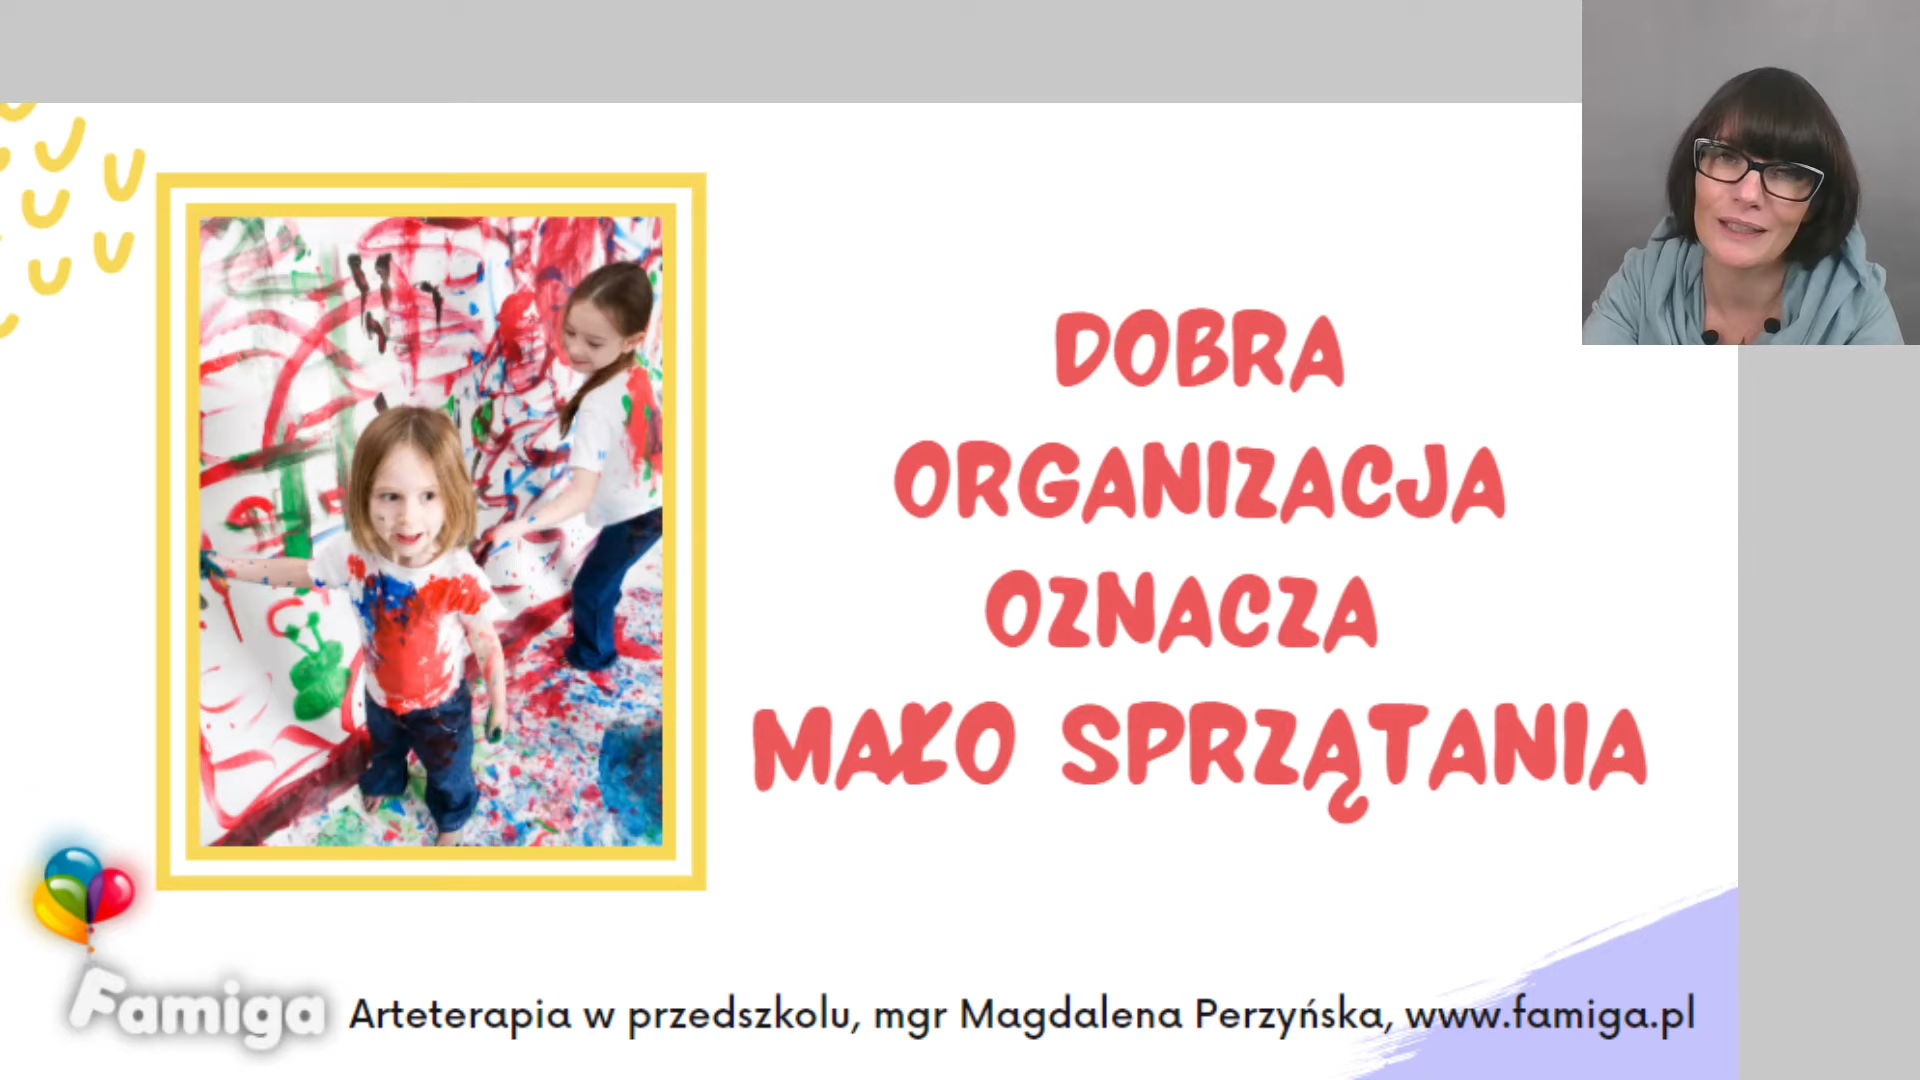 DOBRA
ORGANIZACJA
OZNACZA
MAŁO SPRZĄTANIA
Famiga
Arteterapia w przedszkolu, mgr Magdalena Perzyńska, www.famiga.pl